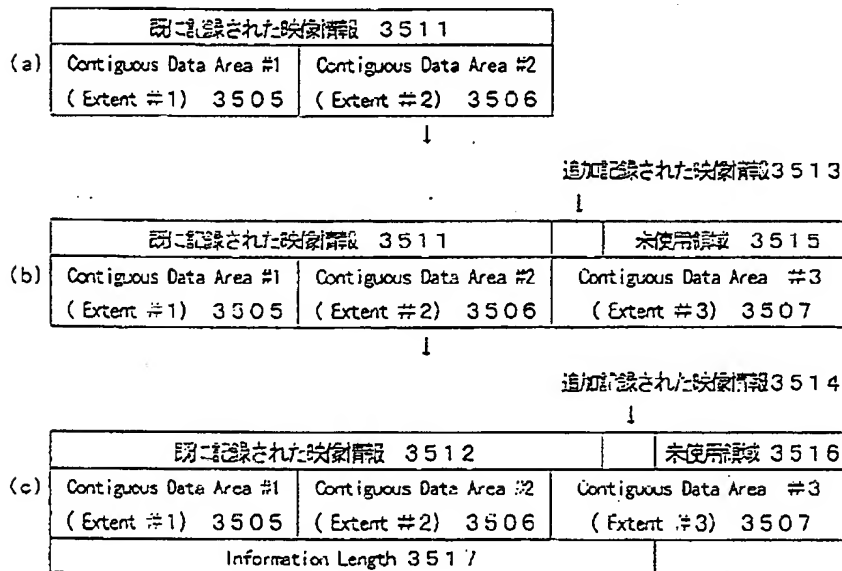 既に記録された映像情報 3511
(a) Contiguous Data Area #1 Contiguous Data Area #2
(Extent #1) 3505 (Extent #2) 3506
↓
追加記録された映像情報3513
↓
既に記録された映像情報 3511 未使用領域 3515
(b) Contiguous Data Area #1 Contiguous Data Area #2 Contiguous Data Area #3
(Extent #1) 3505 (Extent #2) 3506 (Extent #3) 3507
↓
追加記録された映像情報3514
↓
既に記録された映像情報 3512 未使用領域 3516
(c) Contiguous Data Area #1 Contiguous Data Area #2 Contiguous Data Area #3
(Extent #1) 3505 (Extent #2) 3506 (Extent #3) 3507
Information Length 3517